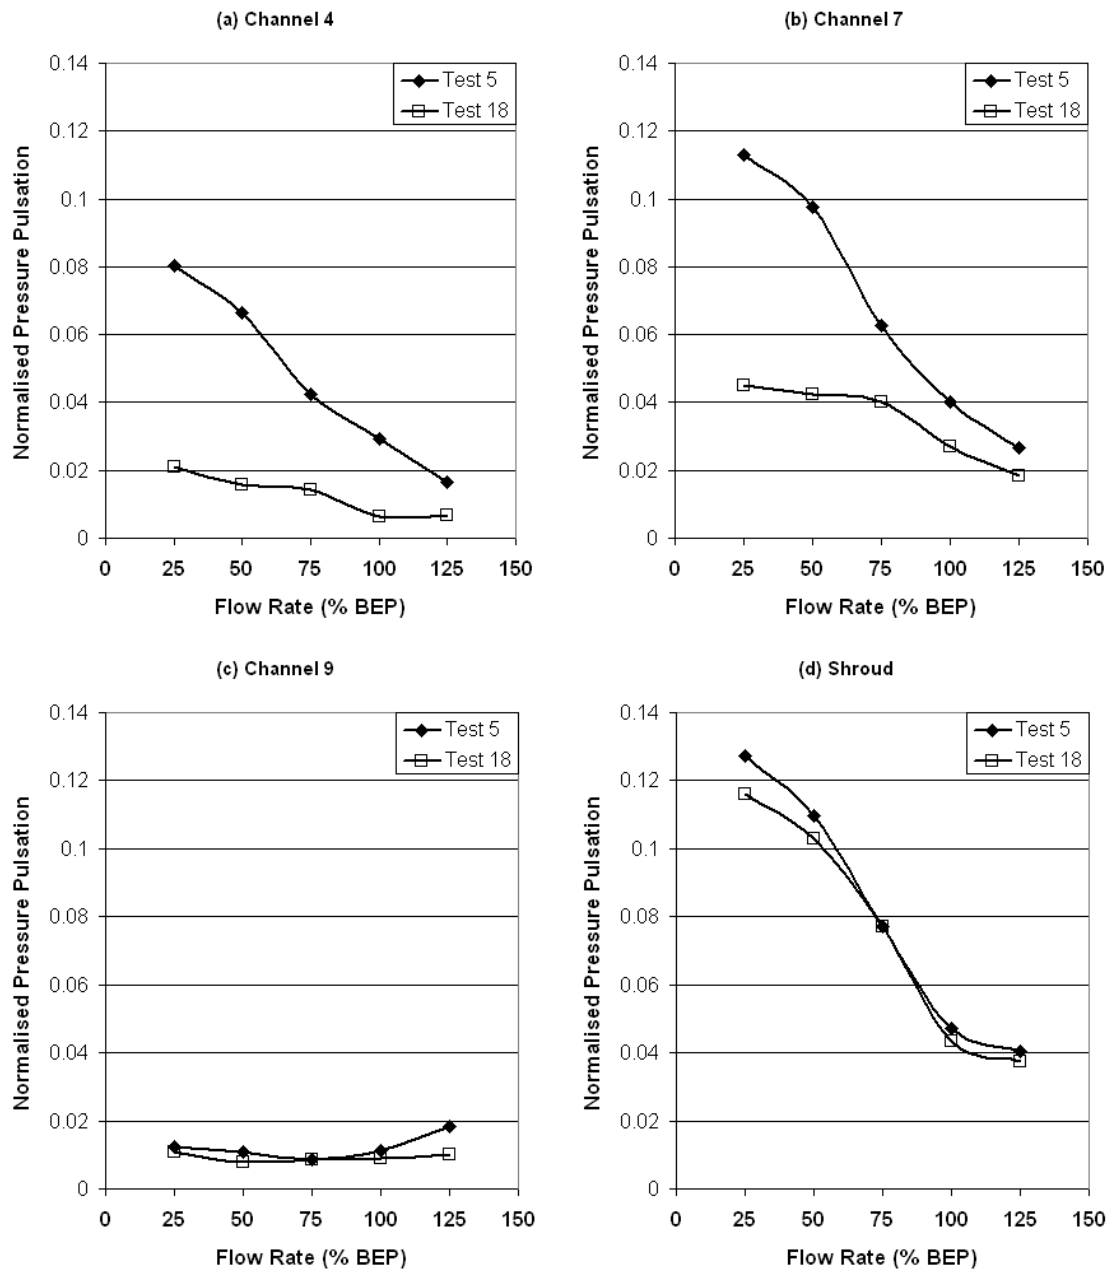 (a) Channel 4
Normalised Pressure Pulsation
0.14
0.12
0.1
0.08
0.06
0.04
0.02
0
Test 5
Test 18
0 25 50 75 100 125 150
Flow Rate (% BEP)
(b) Channel 7
Normalised Pressure Pulsation
0.14
0.12
0.1
0.08
0.06
0.04
0.02
0
Test 5
Test 18
0 25 50 75 100 125 150
Flow Rate (% BEP)
(c) Channel 9
Normalised Pressure Pulsation
0.14
0.12
0.1
0.08
0.06
0.04
0.02
0
Test 5
Test 18
0 25 50 75 100 125 150
Flow Rate (% BEP)
(d) Shroud
Normalised Pressure Pulsation
0.14
0.12
0.1
0.08
0.06
0.04
0.02
0
Test 5
Test 18
0 25 50 75 100 125 150
Flow Rate (% BEP)